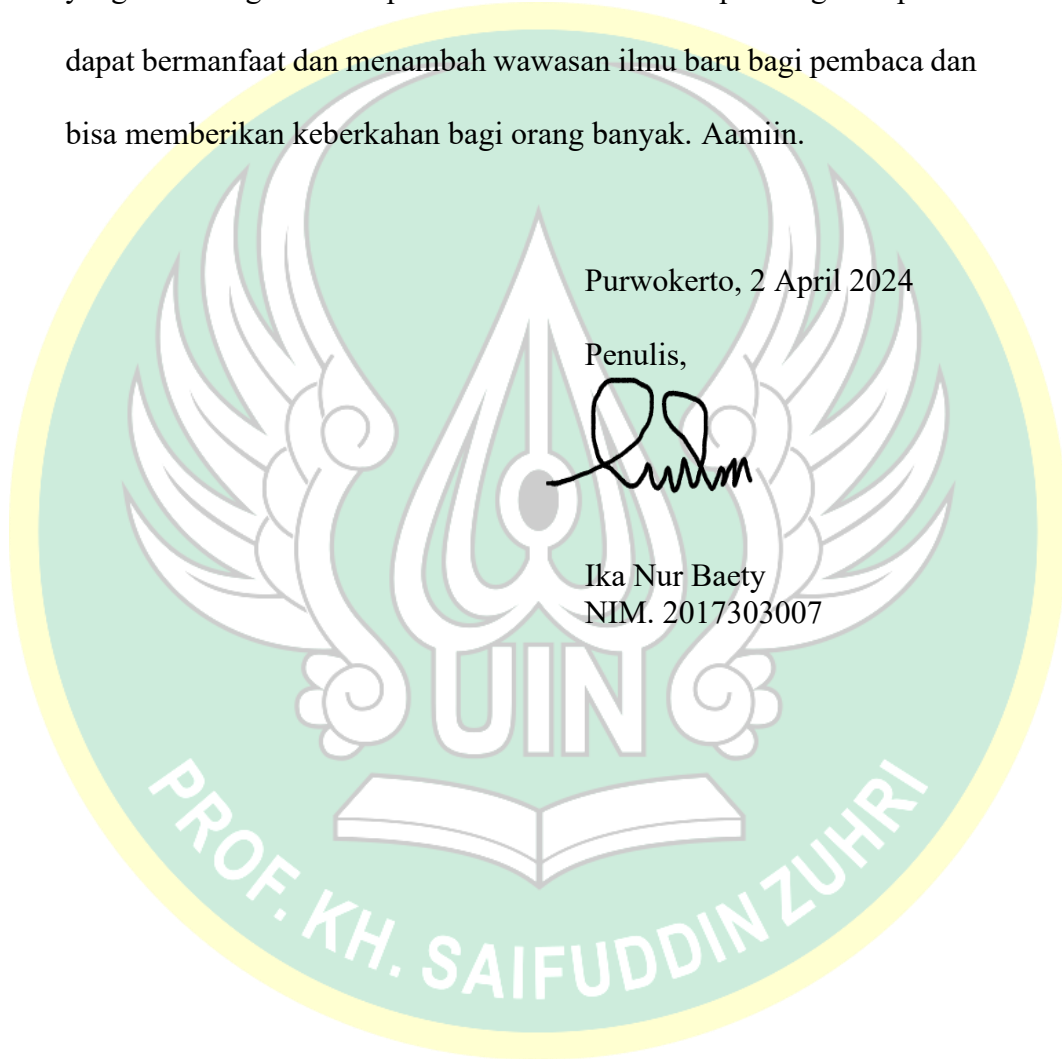 dapat bermanfaat dan menambah wawasan ilmu baru bagi pembaca dan
bisa memberikan keberkahan bagi orang banyak. Aamiin.
Purwokerto, 2 April 2024
Penulis,
Ika Nur Baety
NIM. 2017303007
UIN
PROF. KH. SAIFUDDIN ZUHRI